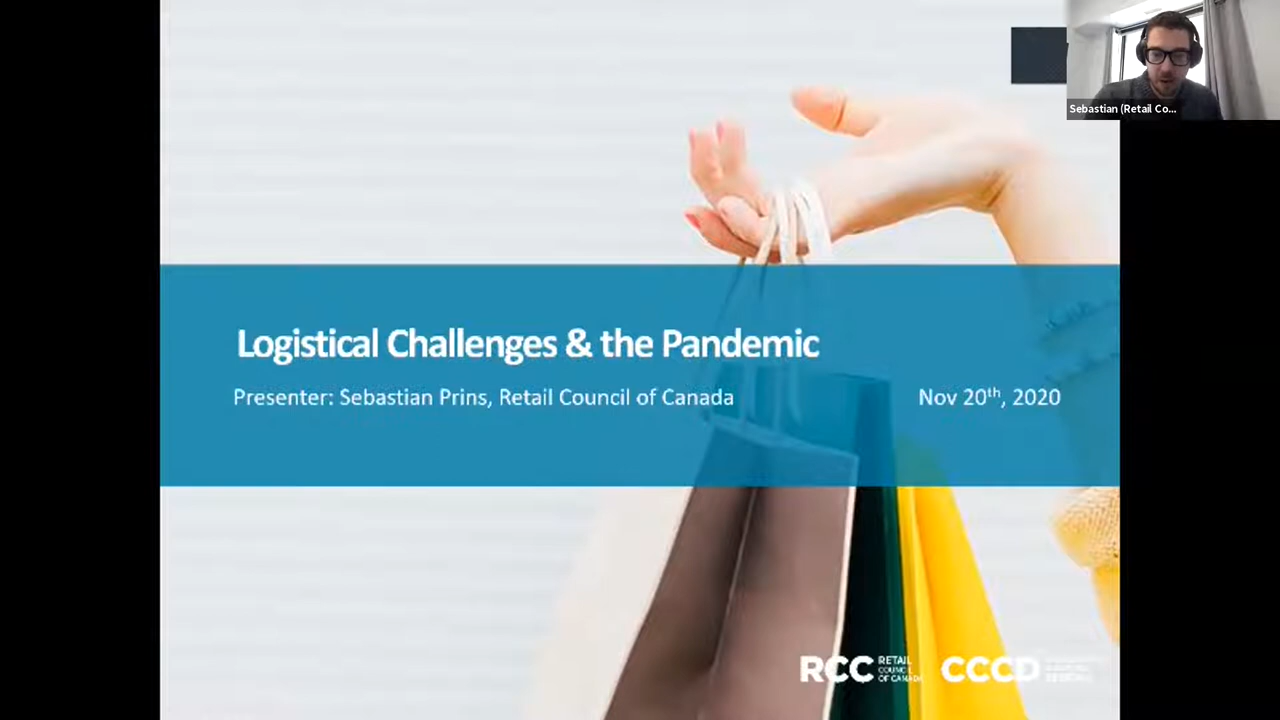 Sebastian (Retail Co...
Logistical Challenges & the Pandemic
Presenter: Sebastian Prins, Retail Council of Canada
Nov 20th, 2020
RCC RETAIL
COUNCIL
OF CANADA
CCCD